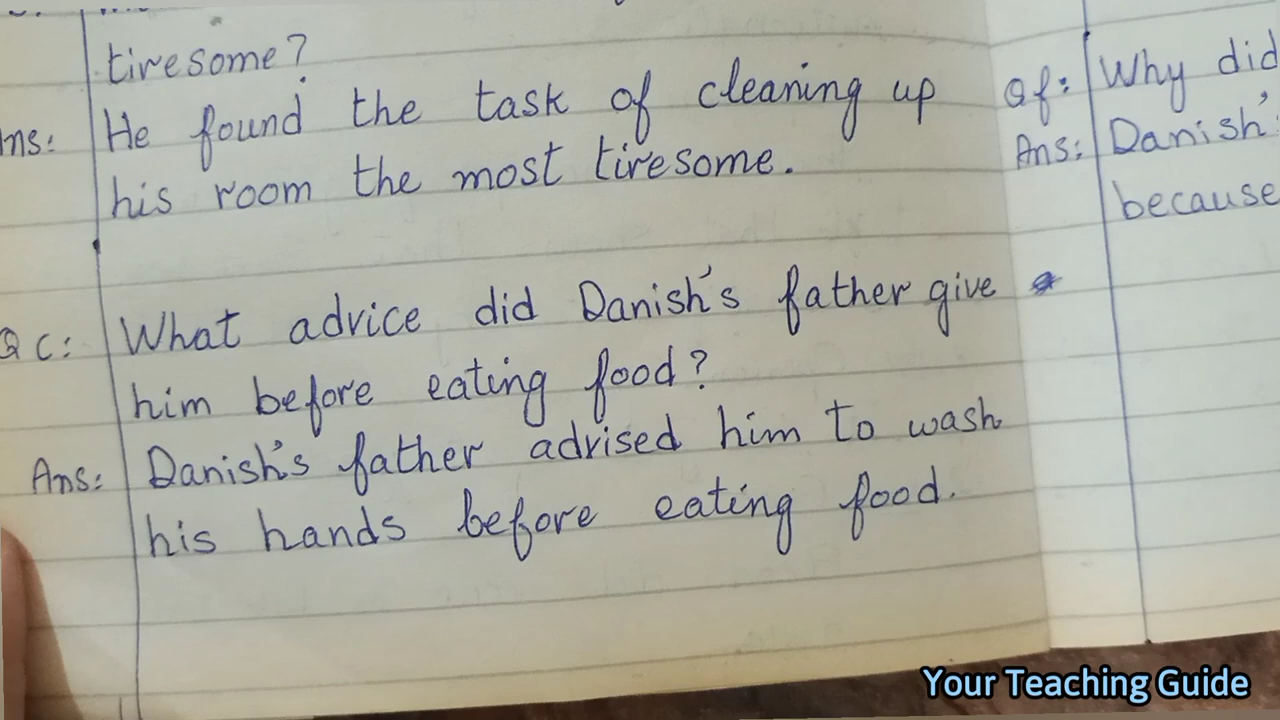 tiresome?
Ans: He found the task of cleaning up
his room the most tiresome.
Q C: What advice did Danish's father give
him before eating food?
Ans: Danish's father advised him to wash
his hands before eating food.
Qf: Why did
Ans: Danish'
because
Your Teaching Guide